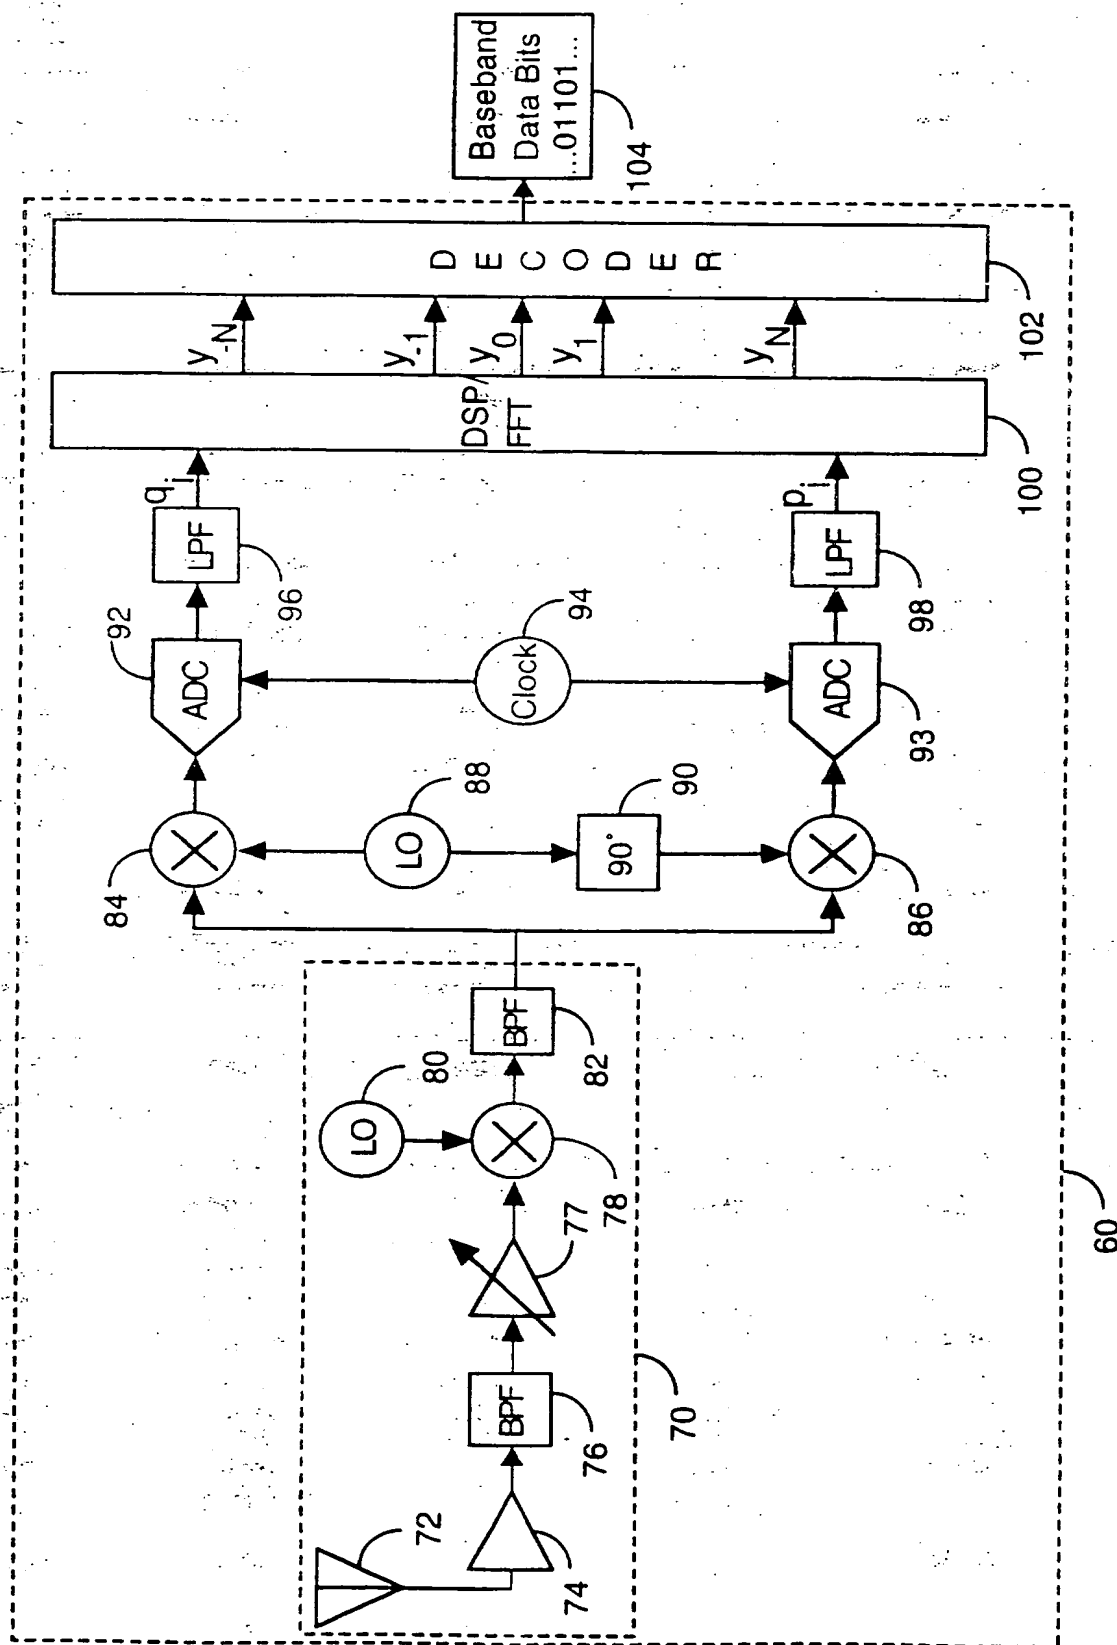 72
74
BPF
76
77
LO
80
78
BPF
82
70
84
LO
88
90°
90
86
ADC
92
Clock
94
ADC
93
LPF
96
LPF
98
qi
pi
DSP/
FFT
100
y-N
y-1
y0
y1
yN
DECODER
102
Baseband
Data Bits
...01101...
104
60